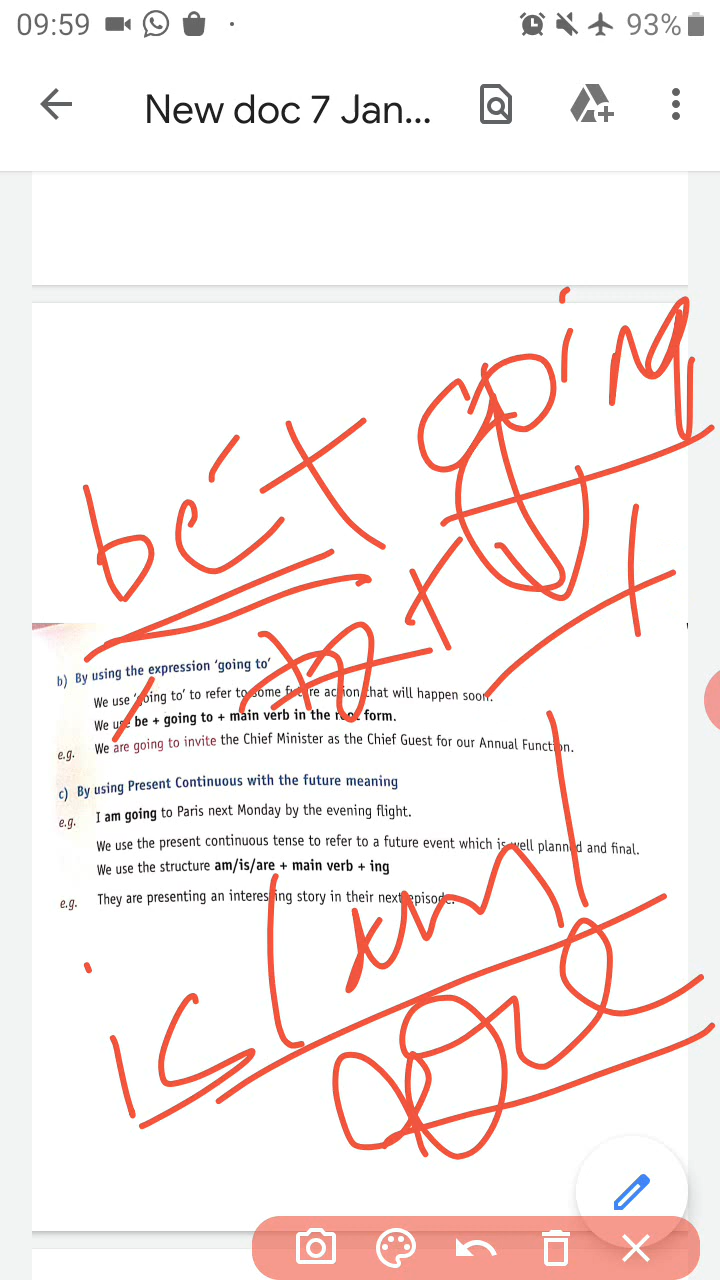 09:59
93%
New doc 7 Jan...
be + going
+ v1 +
b) By using the expression 'going to'
We use 'going to' to refer to some future action that will happen soon.
We use be + going to + main verb in the root form.
e.g. We are going to invite the Chief Minister as the Chief Guest for our Annual Function.
c) By using Present Continuous with the future meaning
e.g. I am going to Paris next Monday by the evening flight.
We use the present continuous tense to refer to a future event which is well planned and final.
We use the structure am/is/are + main verb + ing
e.g. They are presenting an interesting story in their next episode.
is/am/
are